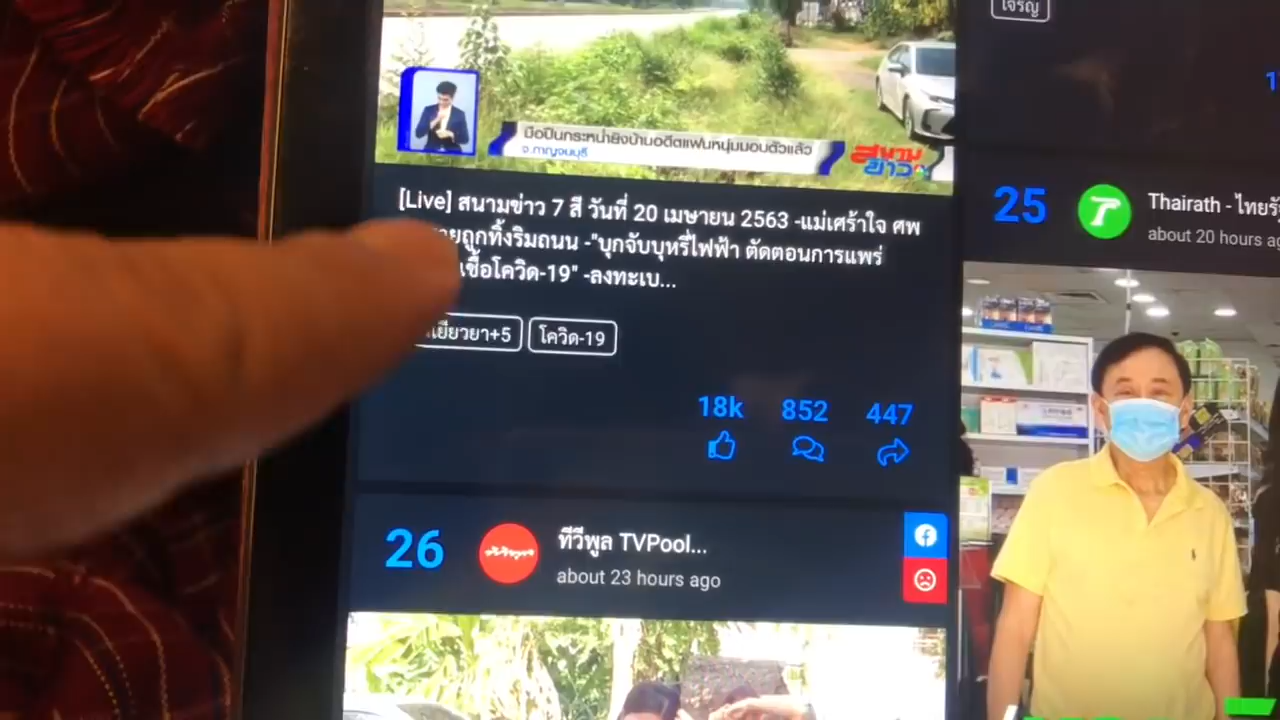 มือปืนกระหน่ำยิงบ้านอดีตแฟนหนุ่มมอบตัวแล้ว
จ.กาญจนบุรี
สนาม
ข่าว
[Live] สนามข่าว 7 สี วันที่ 20 เมษายน 2563 -แม่เศร้าใจ ศพ
ถูกทิ้งริมถนน -"บุกจับบุหรี่ไฟฟ้า ตัดตอนการแพร่
เชื้อโควิด-19" -ลงทะเบ...
เยียวยา+5
โควิด-19
18k 852 447
26
ทีวีพูล TVPool...
about 23 hours ago
เจริญ
25
Thairath - ไทยรั
about 20 hours ag